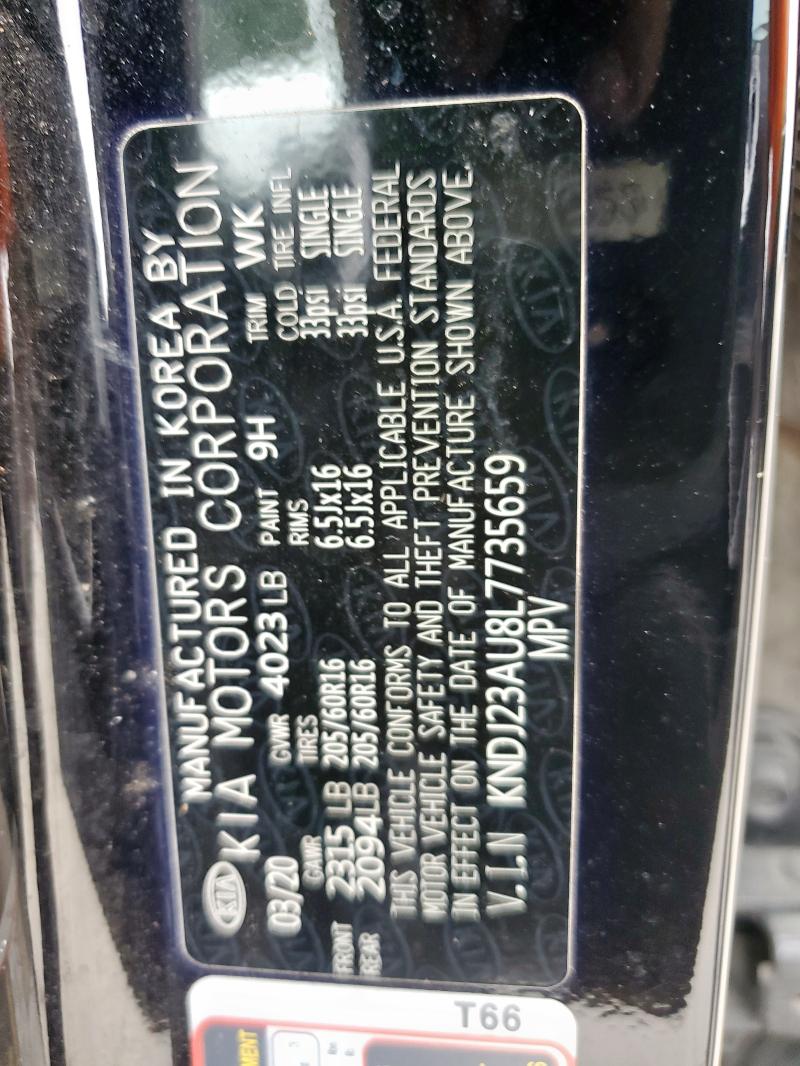 MANUFACTURED IN KOREA BY
KIA KIA MOTORS CORPORATION
03/20 GVWR 4023 LB PAINT 9H TRIM WK
GAWR TIRES RIMS COLD TIRE INFL
FRONT 2315 LB 205/60R16 6.5Jx16 33psi SINGLE
REAR 2094LB 205/60R16 6.5Jx16 33psi SINGLE
THIS VEHICLE CONFORMS TO ALL APPLICABLE U.S.A. FEDERAL
MOTOR VEHICLE SAFETY AND THEFT PREVENTION STANDARDS
IN EFFECT ON THE DATE OF MANUFACTURE SHOWN ABOVE.
V.I.N KNDJ23AU8L7735659
MPV
T66